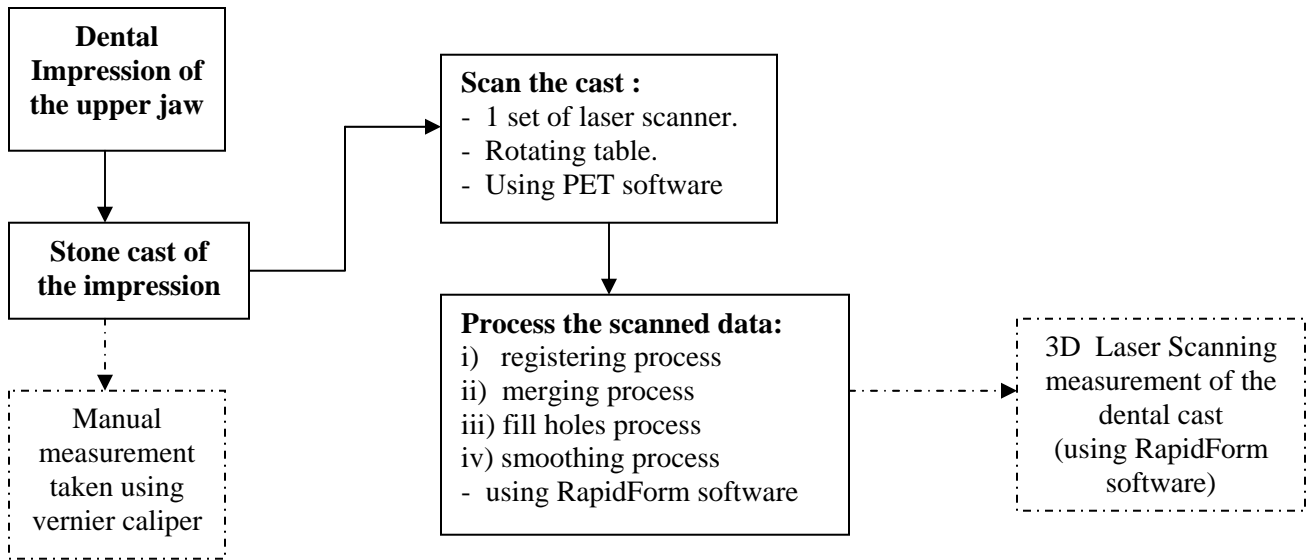 Dental
Impression of
the upper jaw
Stone cast of
the impression
Manual
measurement
taken using
vernier caliper
Scan the cast :
- 1 set of laser scanner.
- Rotating table.
- Using PET software
Process the scanned data:
i) registering process
ii) merging process
iii) fill holes process
iv) smoothing process
- using RapidForm software
3D Laser Scanning
measurement of the
dental cast
(using RapidForm
software)